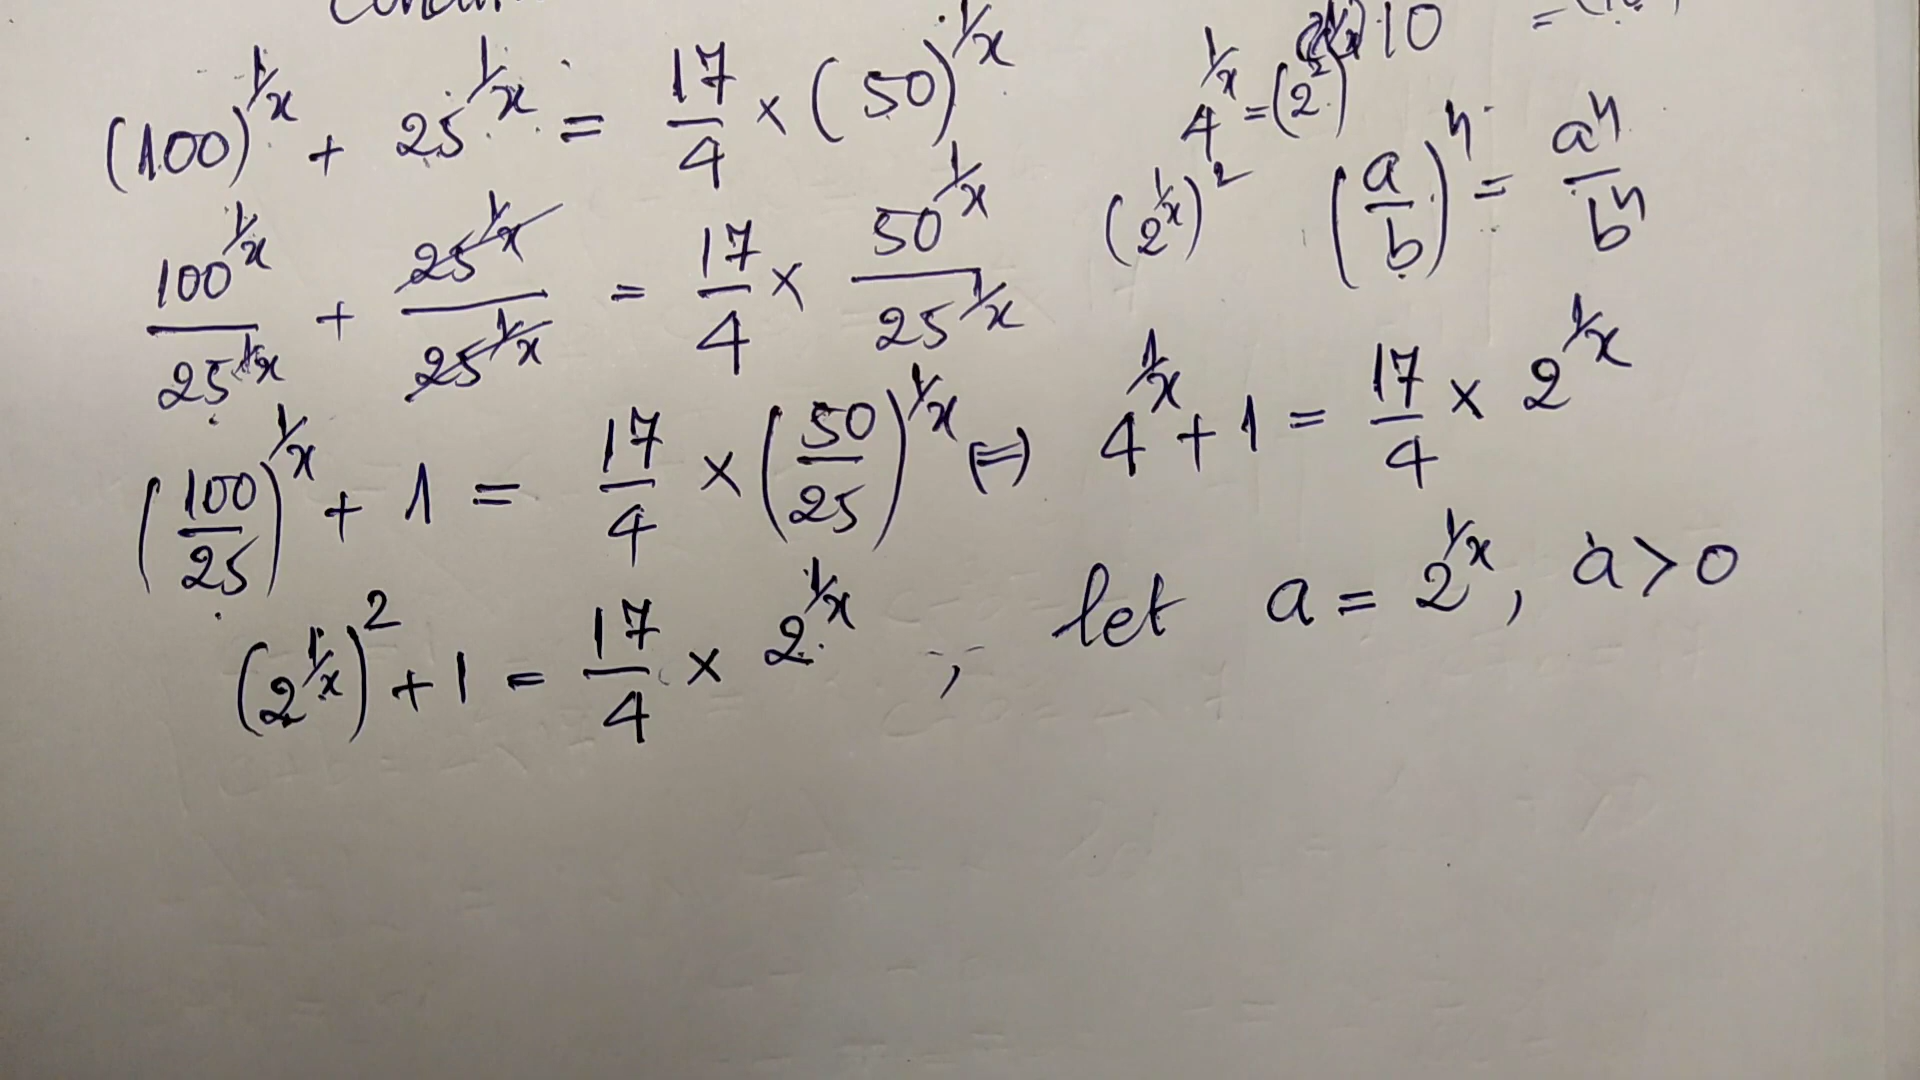 (100)^{1/x} + 25^{1/x} = 17/4 × (50)^{1/x}
100^{1/x}/25^{1/x} + 25^{1/x}/25^{1/x} = 17/4 × 50^{1/x}/25^{1/x}
(100/25)^{1/x} + 1 = 17/4 × (50/25)^{1/x} (=)
(2^{1/x})^2 + 1 = 17/4 × 2^{1/x} ,
10 =
4^{1/x} = (2^2)
(2^{1/x})^2 (a/b)^n = a^n/b^n
4^{1/x} + 1 = 17/4 × 2^{1/x}
let a = 2^{1/x}, a > 0